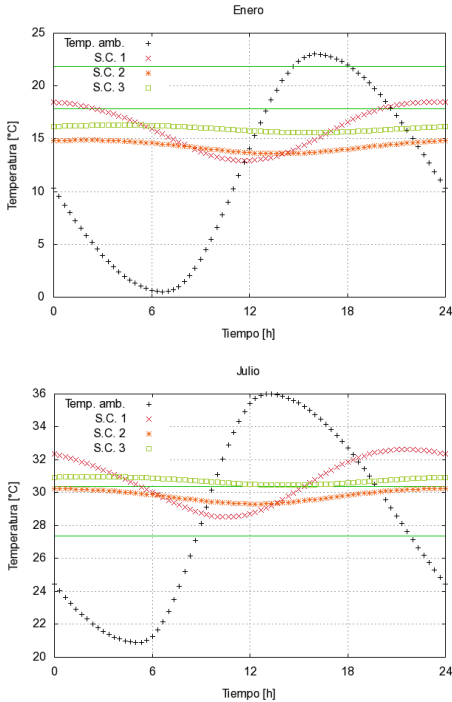 Enero
Temp. amb.
S.C. 1
S.C. 2
S.C. 3
Temperatura [°C]
25
20
15
10
5
0
0
6
12
18
24
Tiempo [h]
Julio
Temp. amb.
S.C. 1
S.C. 2
S.C. 3
Temperatura [°C]
36
34
32
30
28
26
24
22
20
0
6
12
18
24
Tiempo [h]